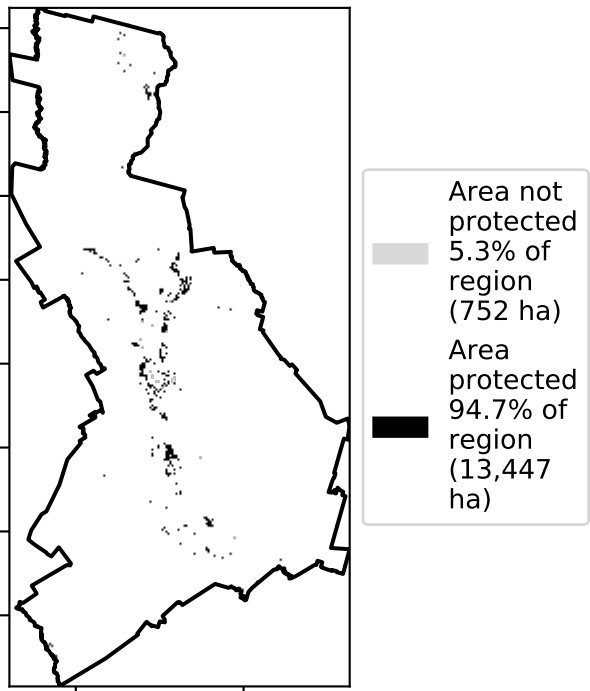 Area not
protected
5.3% of
region
(752 ha)
Area
protected
94.7% of
region
(13,447
ha)